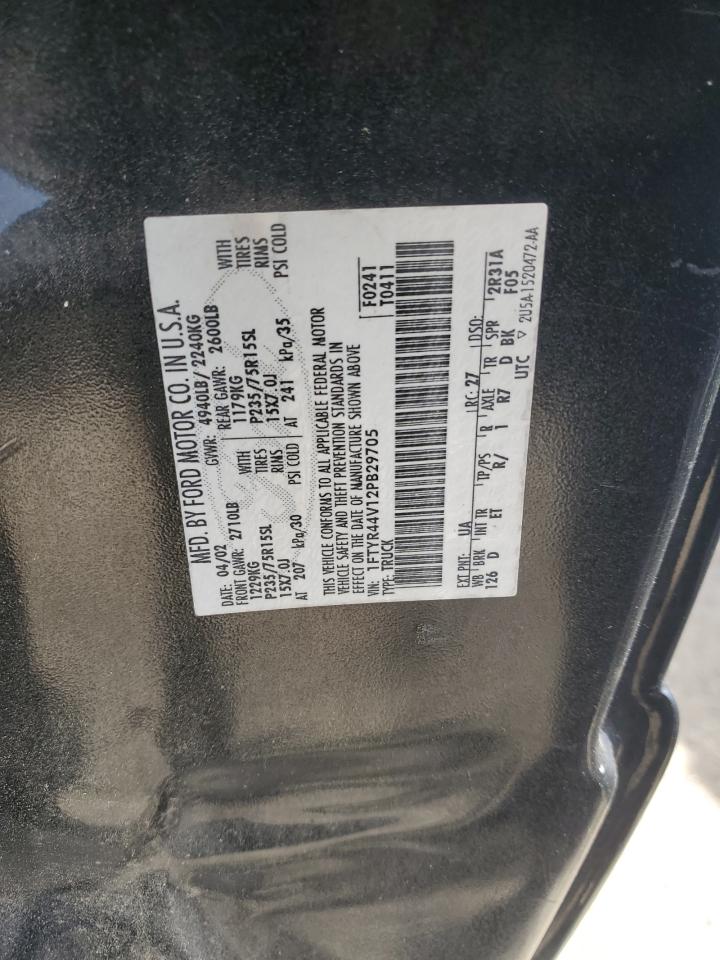 MFD. BY FORD MOTOR CO. IN U.S.A.
DATE: 04/02 GVWR: 4940LB/ 2240KG
FRONT GAWR: 2710LB REAR GAWR: 2600LB
1229KG WITH 1179KG WITH
P235/75R15SL TIRES P235/75R15SL TIRES
15X7.0J RIMS 15X7.0J RIMS
AT 207 kPa/30 PSI COLD AT 241 kPa/35 PSI COLD
THIS VEHICLE CONFORMS TO ALL APPLICABLE FEDERAL MOTOR
VEHICLE SAFETY AND THEFT PREVENTION STANDARDS IN
EFFECT ON THE DATE OF MANUFACTURE SHOWN ABOVE
VIN: 1FTYR44V12PB29705 F0241
TYPE: TRUCK T0411
EXT PNT: UA RC: 27 DSO:
WB BRK INT TR TP/PS R AXLE TR SPR 2R31A
126 D ET R/ 1 R7 D BK F05
UTC ▽ 2U5A-1520472-AA